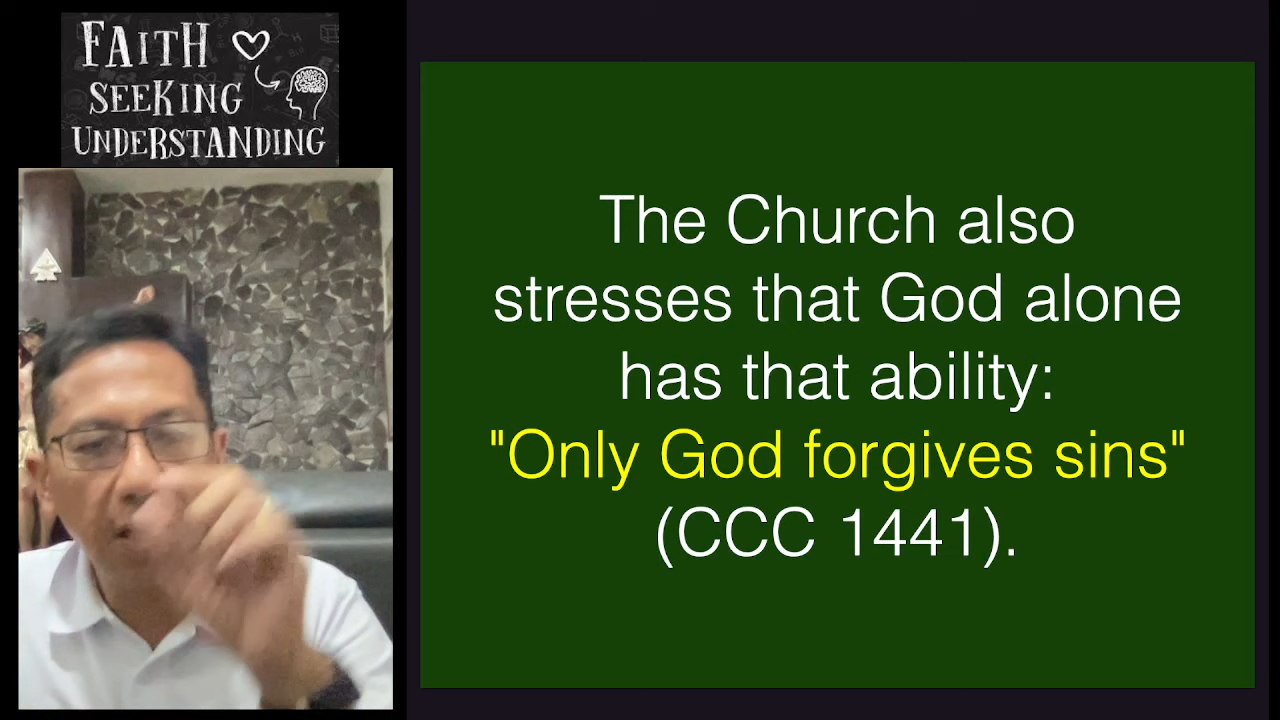 FAITH
SEEKING
UNDERSTANDING
The Church also
stresses that God alone
has that ability:
"Only God forgives sins"
(CCC 1441).